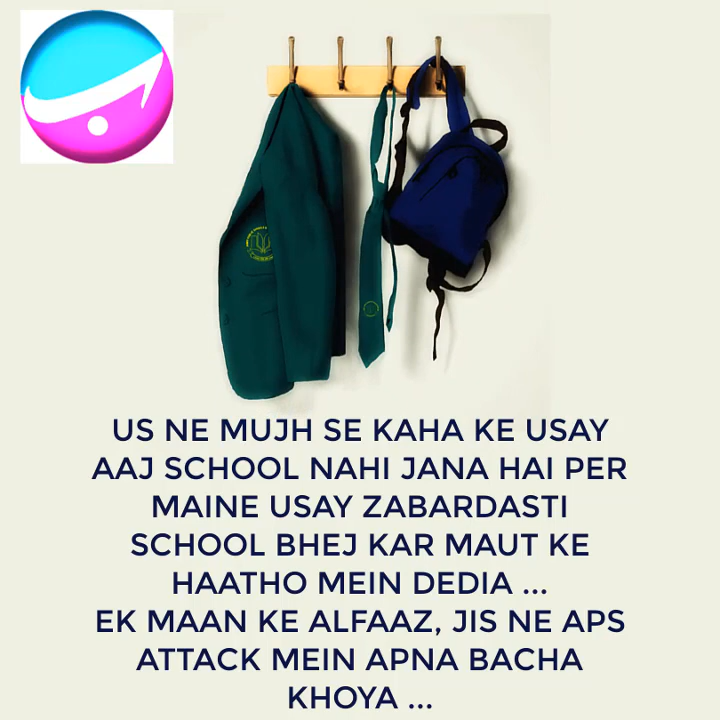 US NE MUJH SE KAHA KE USAY
AAJ SCHOOL NAHI JANA HAI PER
MAINE USAY ZABARDASTI
SCHOOL BHEJ KAR MAUT KE
HAATHO MEIN DEDIA ...
EK MAAN KE ALFAAZ, JIS NE APS
ATTACK MEIN APNA BACHA
KHOYA ...